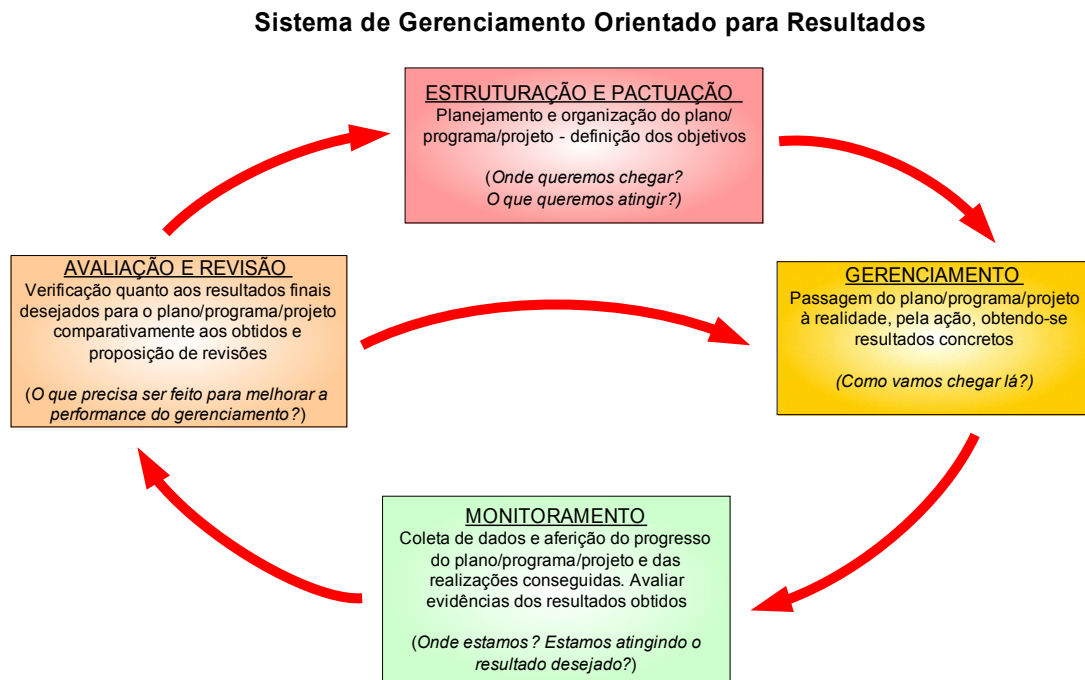 Sistema de Gerenciamento Orientado para Resultados
ESTRUTURAÇÃO E PACTUAÇÃO
Planejamento e organização do plano/
programa/projeto - definição dos objetivos
(Onde queremos chegar?
O que queremos atingir?)
AVALIAÇÃO E REVISÃO
Verificação quanto aos resultados finais
desejados para o plano/programa/projeto
comparativamente aos obtidos e
proposição de revisões
(O que precisa ser feito para melhorar a
performance do gerenciamento?)
GERENCIAMENTO
Passagem do plano/programa/projeto
à realidade, pela ação, obtendo-se
resultados concretos
(Como vamos chegar lá?)
MONITORAMENTO
Coleta de dados e aferição do progresso
do plano/programa/projeto e das
realizações conseguidas. Avaliar
evidências dos resultados obtidos
(Onde estamos? Estamos atingindo o
resultado desejado?)